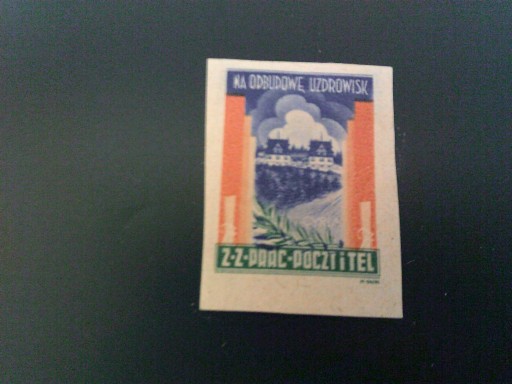 NA ODBUDOWĘ UZDROWISK
Z·Z·PRAC·POCZT i TEL